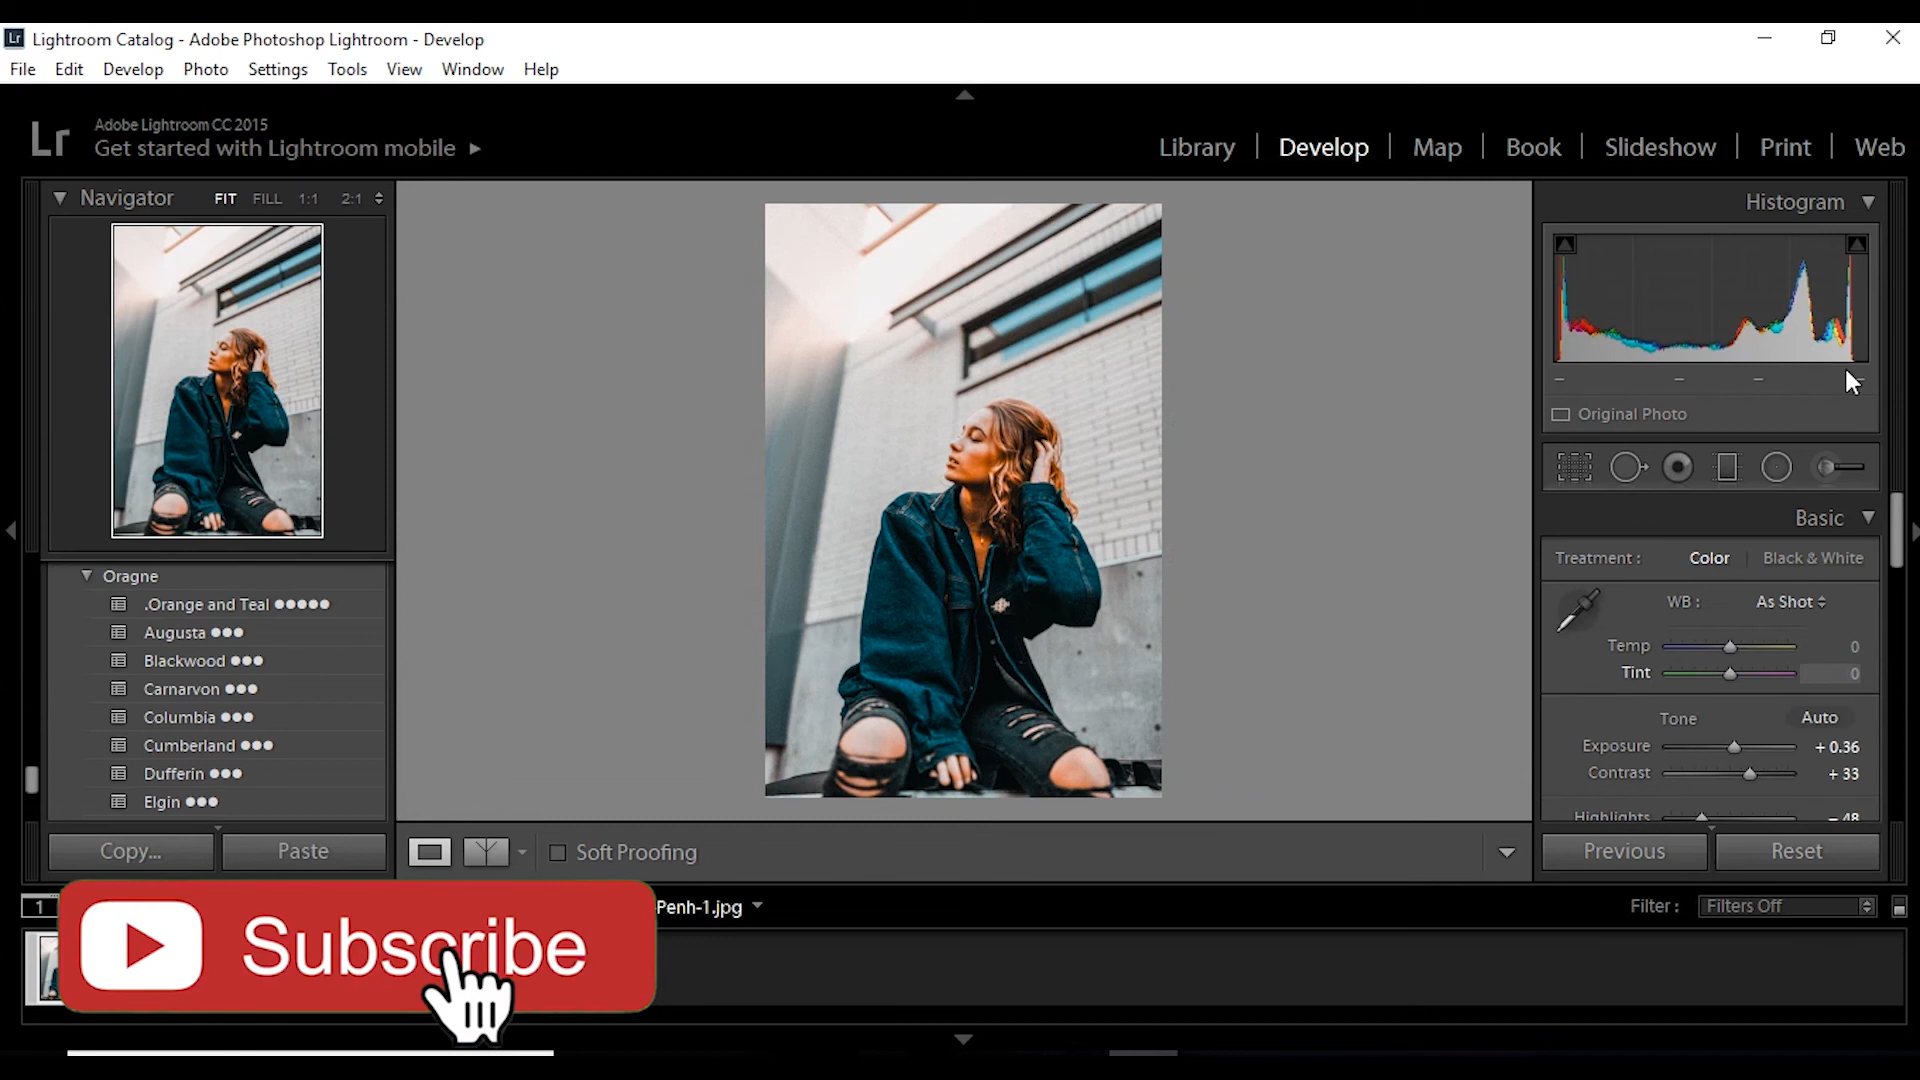 Lr Lightroom Catalog - Adobe Photoshop Lightroom - Develop
File Edit Develop Photo Settings Tools View Window Help
Lr
Adobe Lightroom CC 2015
Get started with Lightroom mobile
Library | Develop | Map | Book | Slideshow | Print | Web
Navigator FIT FILL 1:1 2:1
Oragne
.Orange and Teal ●●●●●
Augusta ●●●
Blackwood ●●●
Carnarvon ●●●
Columbia ●●●
Cumberland ●●●
Dufferin ●●●
Elgin ●●●
Copy... Paste
Soft Proofing
Histogram
Original Photo
Basic
Treatment : Color Black & White
WB : As Shot
Temp 0
Tint 0
Tone Auto
Exposure + 0.36
Contrast + 33
Highlights - 48
Previous Reset
1
Penh-1.jpg
Filter : Filters Off
Subscribe